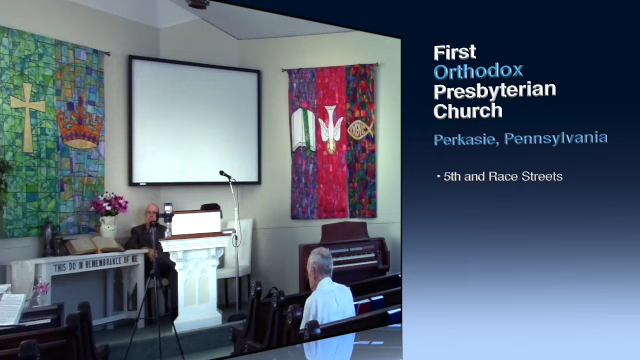 First
Orthodox
Presbyterian
Church
Perkasie, Pennsylvania
• 5th and Race Streets
THIS DO IN REMEMBRANCE OF ME